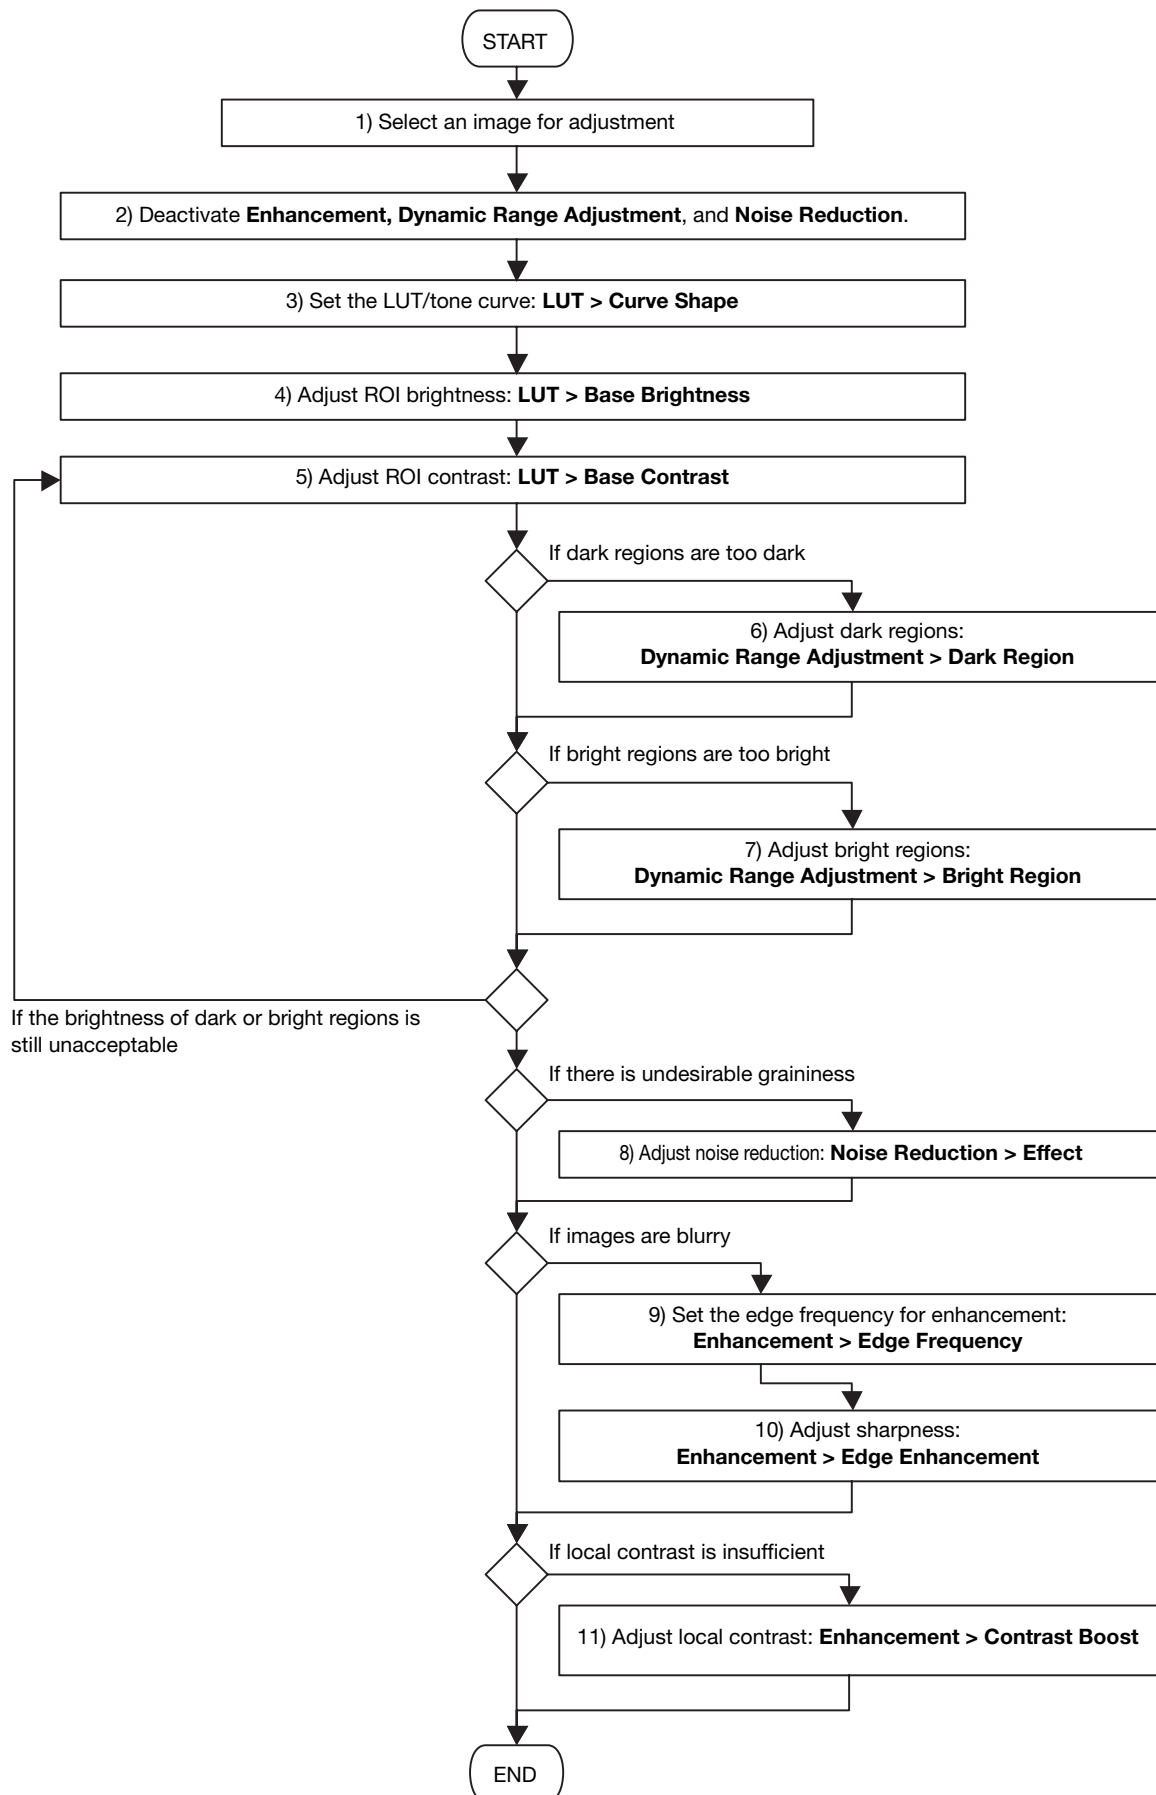 START
1) Select an image for adjustment
2) Deactivate Enhancement, Dynamic Range Adjustment, and Noise Reduction.
3) Set the LUT/tone curve: LUT > Curve Shape
4) Adjust ROI brightness: LUT > Base Brightness
5) Adjust ROI contrast: LUT > Base Contrast
If dark regions are too dark
6) Adjust dark regions:
Dynamic Range Adjustment > Dark Region
If bright regions are too bright
7) Adjust bright regions:
Dynamic Range Adjustment > Bright Region
If the brightness of dark or bright regions is
still unacceptable
If there is undesirable graininess
8) Adjust noise reduction: Noise Reduction > Effect
If images are blurry
9) Set the edge frequency for enhancement:
Enhancement > Edge Frequency
10) Adjust sharpness:
Enhancement > Edge Enhancement
If local contrast is insufficient
11) Adjust local contrast: Enhancement > Contrast Boost
END